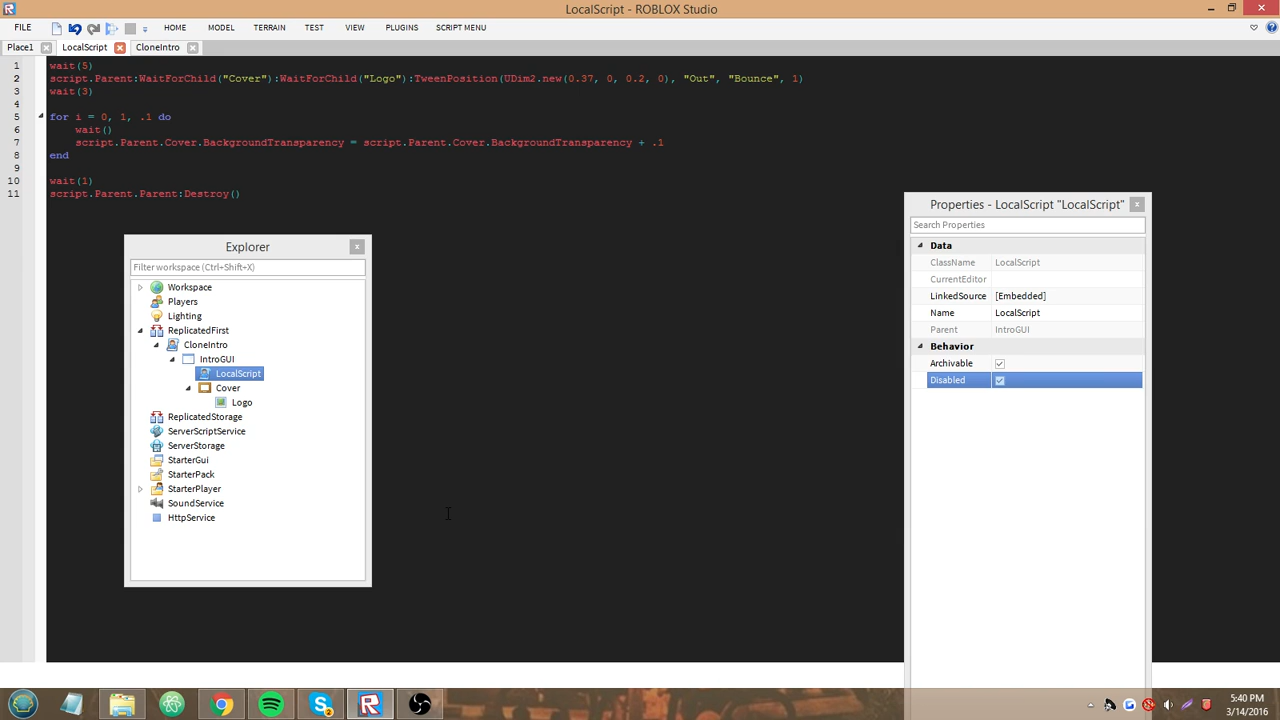 LocalScript - ROBLOX Studio
FILE HOME MODEL TERRAIN TEST VIEW PLUGINS SCRIPT MENU
Place1 LocalScript CloneIntro
1 wait(5)
2 script.Parent:WaitForChild("Cover"):WaitForChild("Logo"):TweenPosition(UDim2.new(0.37, 0, 0.2, 0), "Out", "Bounce", 1)
3 wait(3)
4
5 for i = 0, 1, .1 do
6 wait()
7 script.Parent.Cover.BackgroundTransparency = script.Parent.Cover.BackgroundTransparency + .1
8 end
9
10 wait(1)
11 script.Parent.Parent:Destroy()
Explorer
Filter workspace (Ctrl+Shift+X)
Workspace
Players
Lighting
ReplicatedFirst
CloneIntro
IntroGUI
LocalScript
Cover
Logo
ReplicatedStorage
ServerScriptService
ServerStorage
StarterGui
StarterPack
StarterPlayer
SoundService
HttpService
Properties - LocalScript "LocalScript"
Search Properties
Data
ClassName LocalScript
CurrentEditor
LinkedSource [Embedded]
Name LocalScript
Parent IntroGUI
Behavior
Archivable
Disabled
5:40 PM
3/14/2016